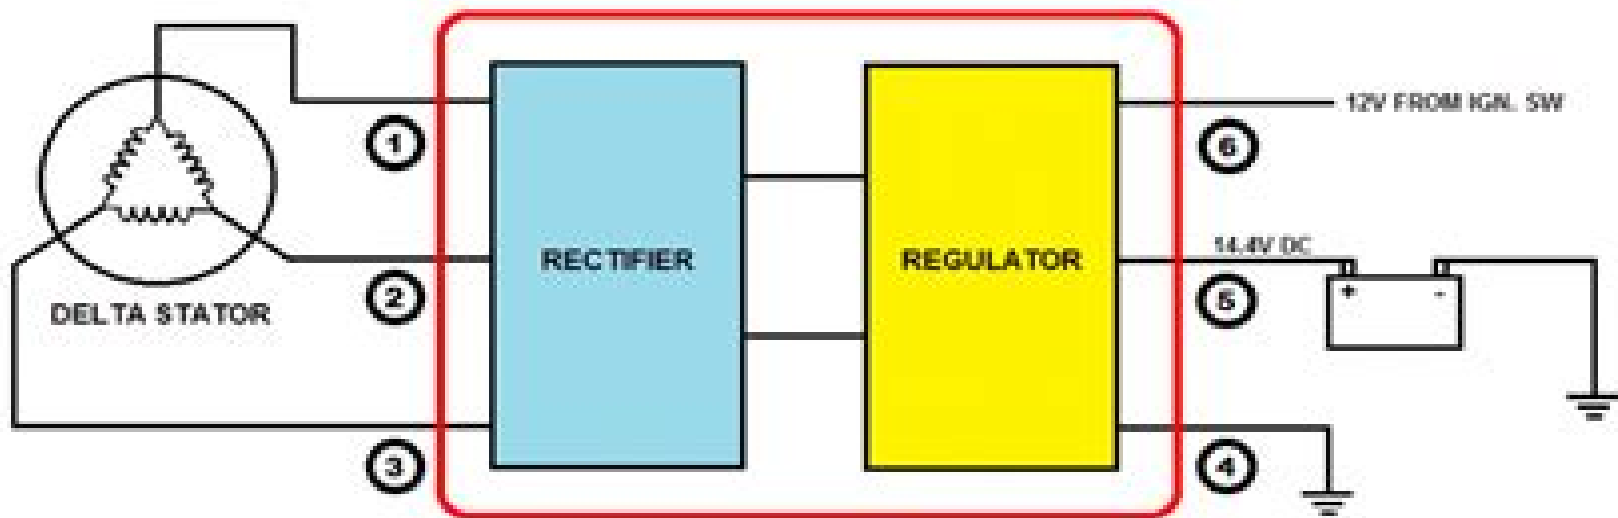 12V FROM IGN. SW
1
6
RECTIFIER
REGULATOR
14.4V DC
2
5
+ -
DELTA STATOR
3
4